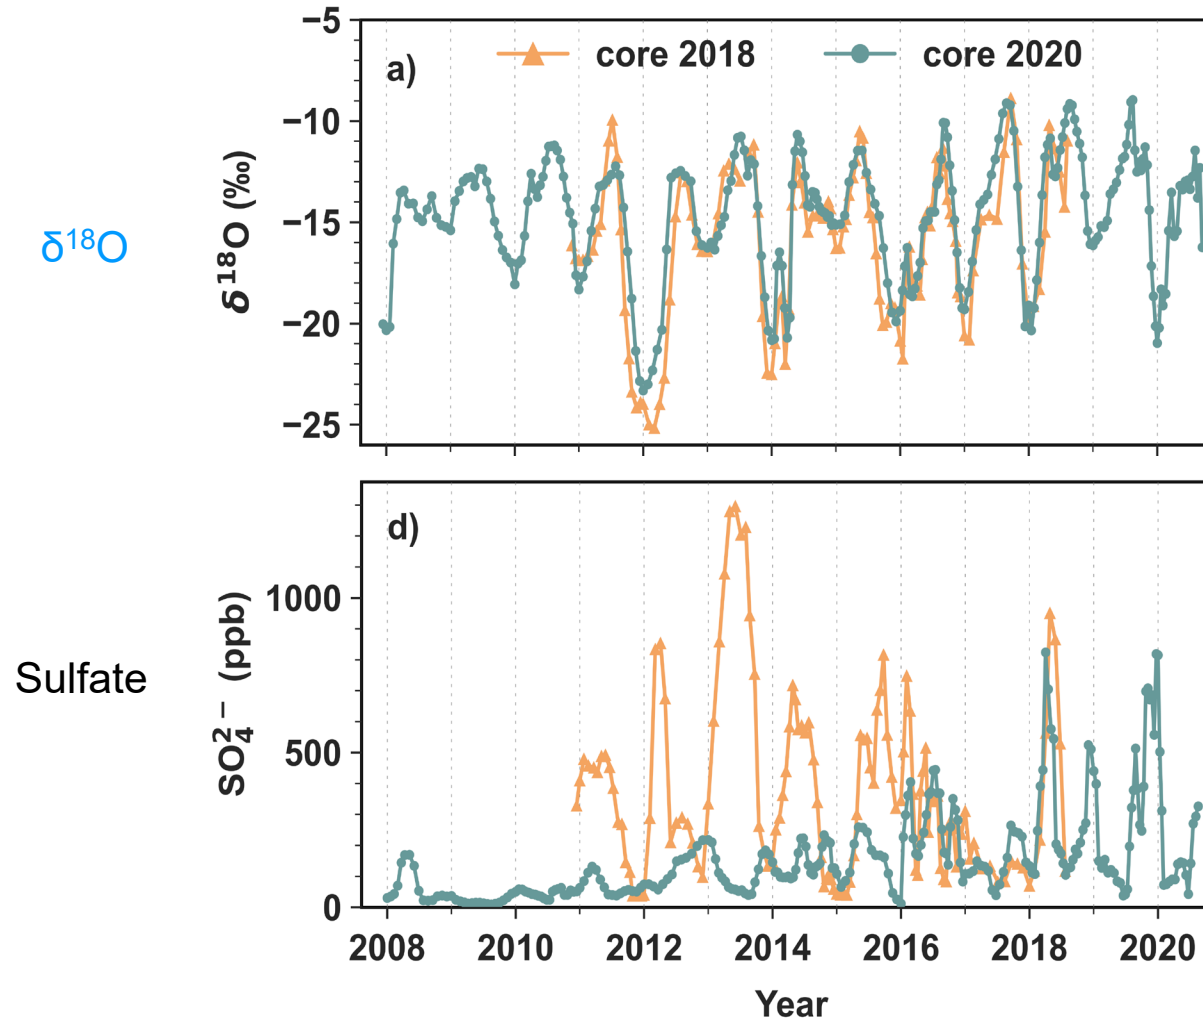 −5
a)
core 2018
core 2020
−10
−15
−20
−25
δ¹⁸O
δ¹⁸O (‰)
d)
1000
500
0
Sulfate
SO₄²⁻ (ppb)
2008 2010 2012 2014 2016 2018 2020
Year